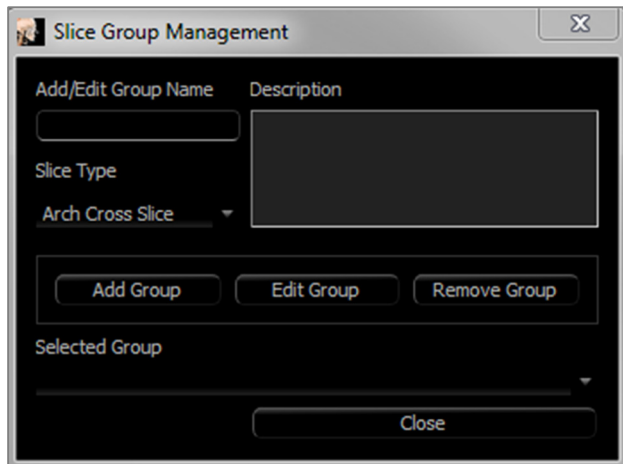 Slice Group Management
Add/Edit Group Name Description
Slice Type
Arch Cross Slice
Add Group Edit Group Remove Group
Selected Group
Close